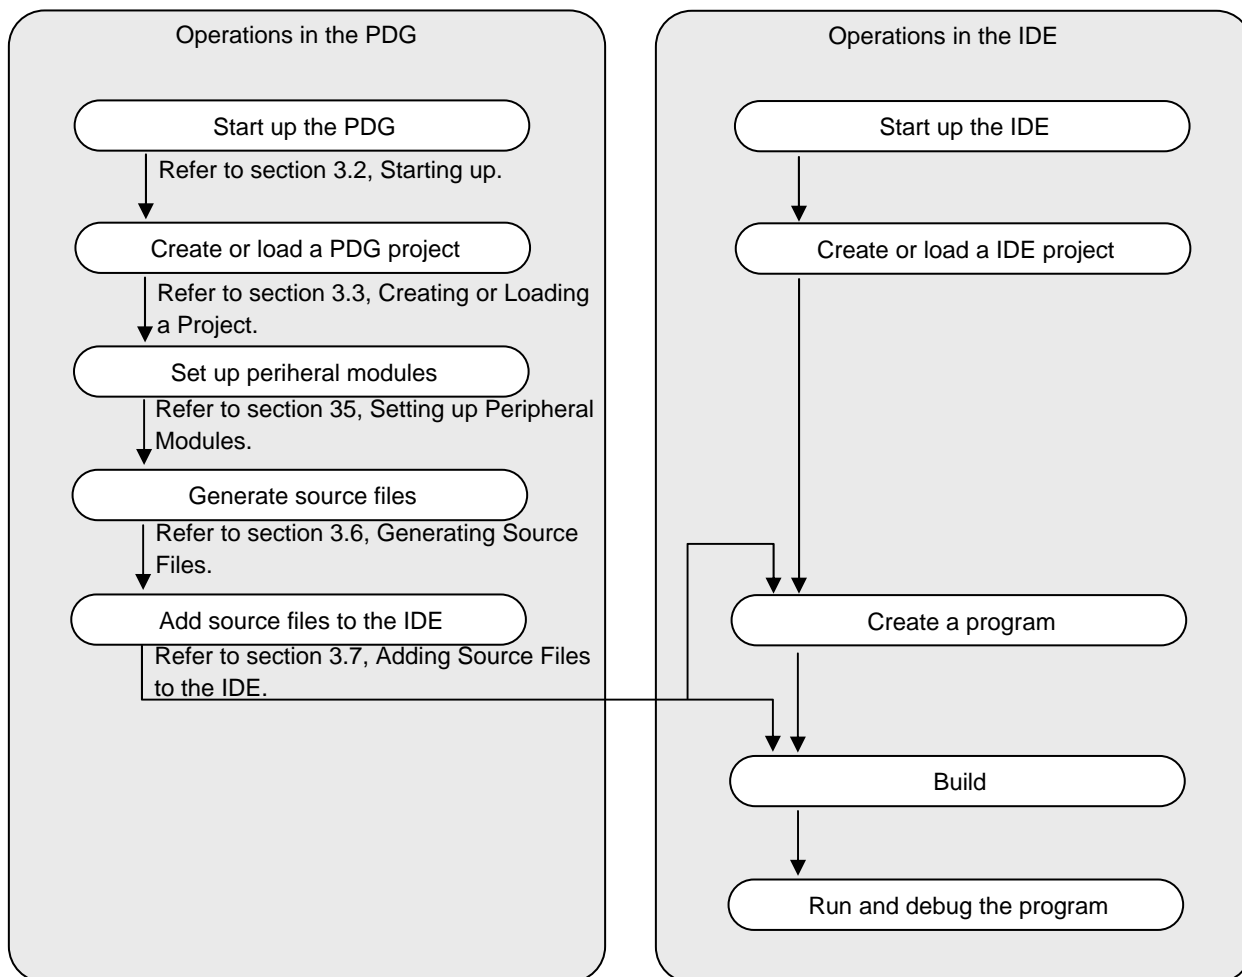 Operations in the PDG
Start up the PDG
Refer to section 3.2, Starting up.
Create or load a PDG project
Refer to section 3.3, Creating or Loading
a Project.
Set up periheral modules
Refer to section 35, Setting up Peripheral
Modules.
Generate source files
Refer to section 3.6, Generating Source
Files.
Add source files to the IDE
Refer to section 3.7, Adding Source Files
to the IDE.
Operations in the IDE
Start up the IDE
Create or load a IDE project
Create a program
Build
Run and debug the program